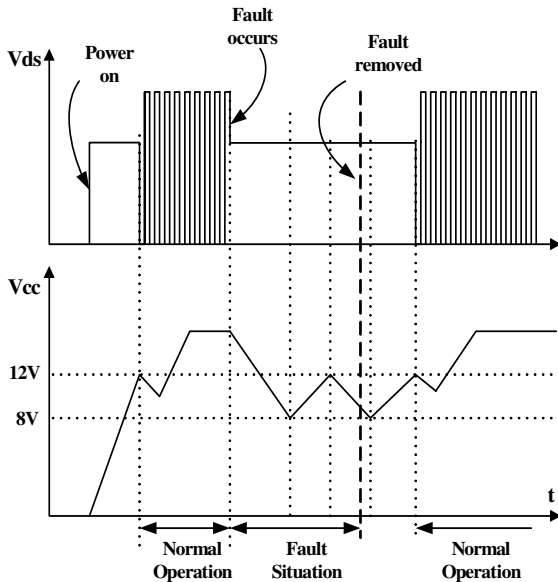 Vds
Power
on
Fault
occurs
Fault
removed
Vcc
12V
8V
t
Normal
Operation
Fault
Situation
Normal
Operation